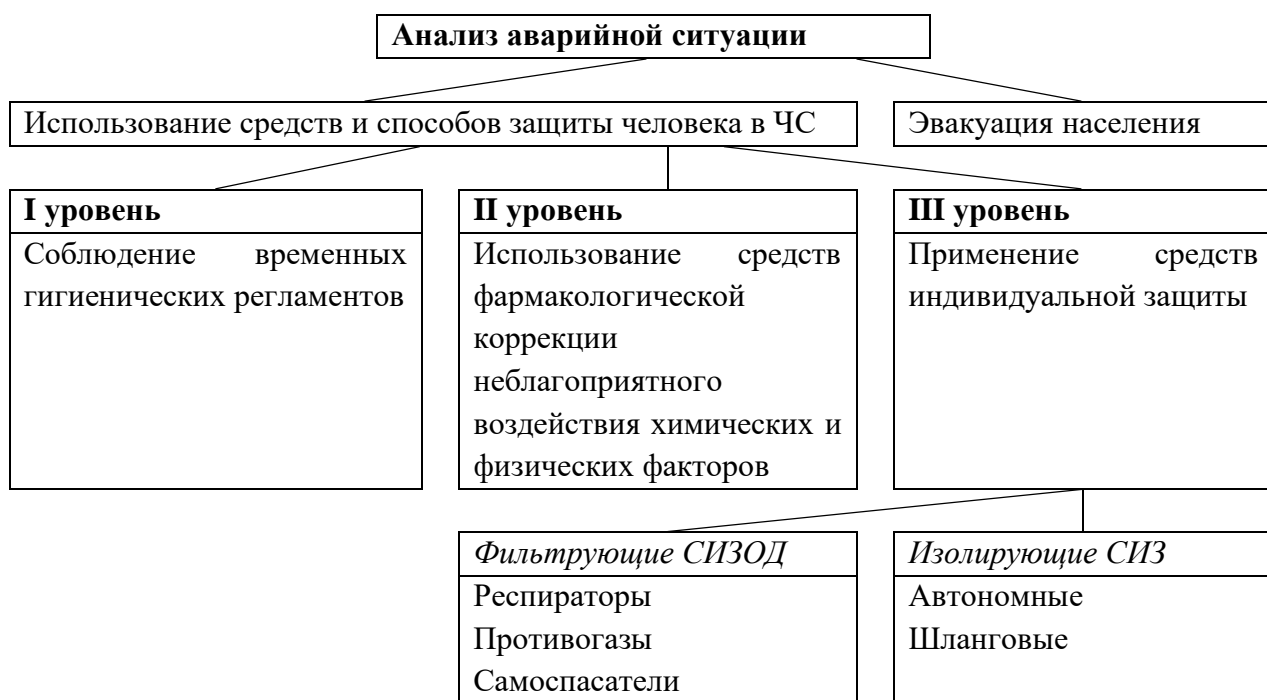 Анализ аварийной ситуации
Использование средств и способов защиты человека в ЧС
Эвакуация населения
I уровень
Соблюдение временных
гигиенических регламентов
II уровень
Использование средств
фармакологической
коррекции
неблагоприятного
воздействия химических и
физических факторов
III уровень
Применение средств
индивидуальной защиты
Фильтрующие СИЗОД
Респираторы
Противогазы
Самоспасатели
Изолирующие СИЗ
Автономные
Шланговые